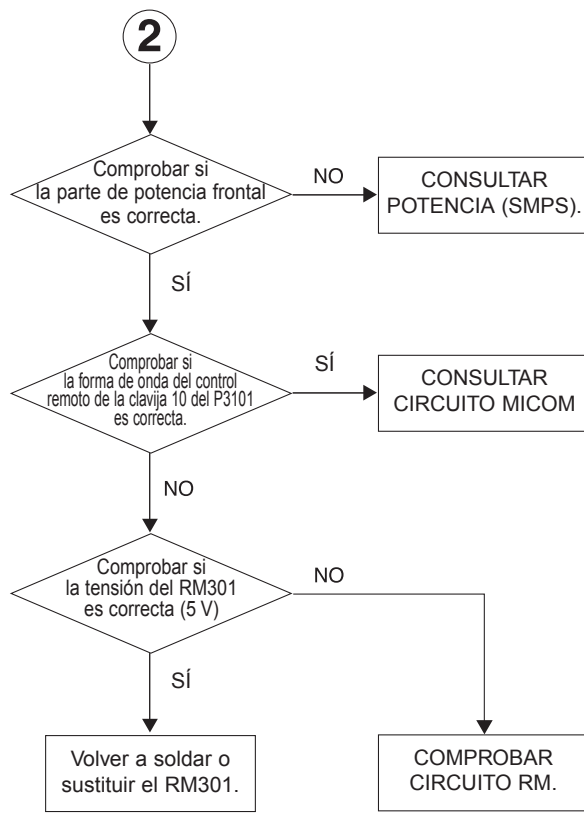 2
Comprobar si
la parte de potencia frontal
es correcta.
NO
CONSULTAR
POTENCIA (SMPS).
SÍ
Comprobar si
la forma de onda del control
remoto de la clavija 10 del P3101
es correcta.
SÍ
CONSULTAR
CIRCUITO MICOM
NO
Comprobar si
la tensión del RM301
es correcta (5 V)
NO
SÍ
Volver a soldar o
sustituir el RM301.
COMPROBAR
CIRCUITO RM.